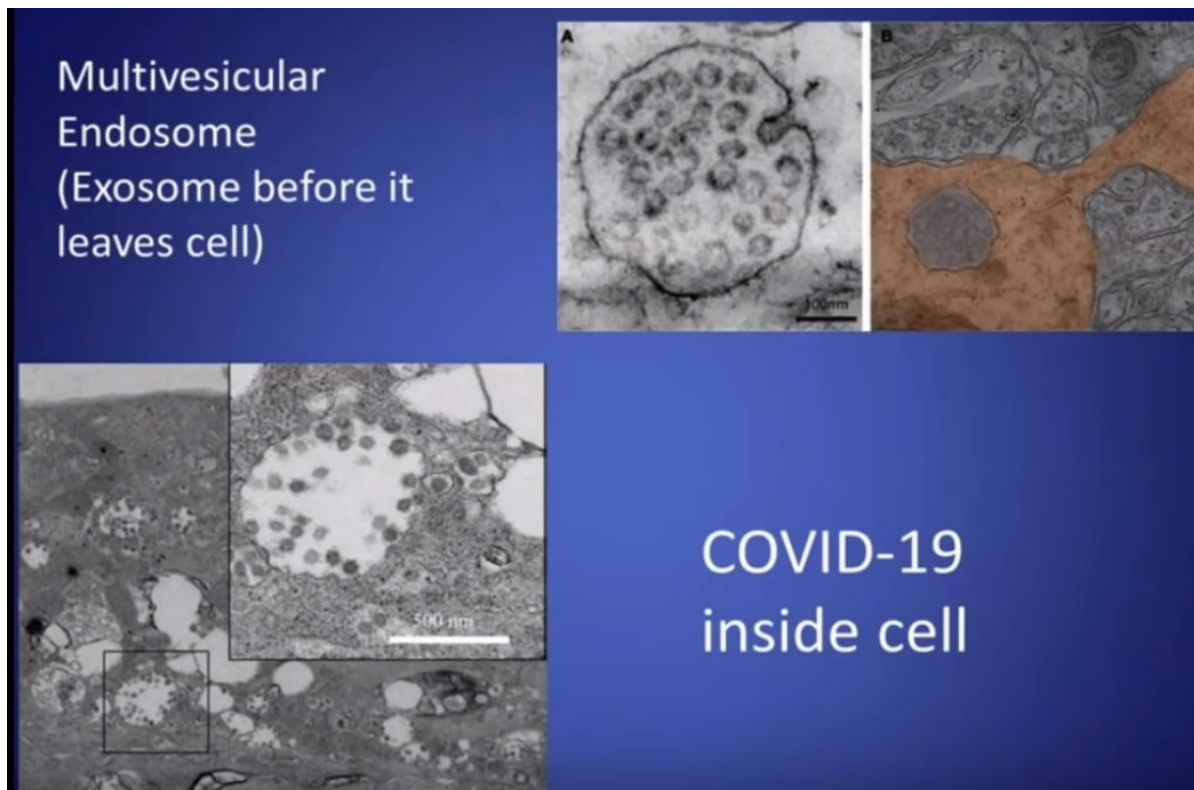 Multivesicular
Endosome
(Exosome before it
leaves cell)
A
B
100nm
500 nm
COVID-19
inside cell